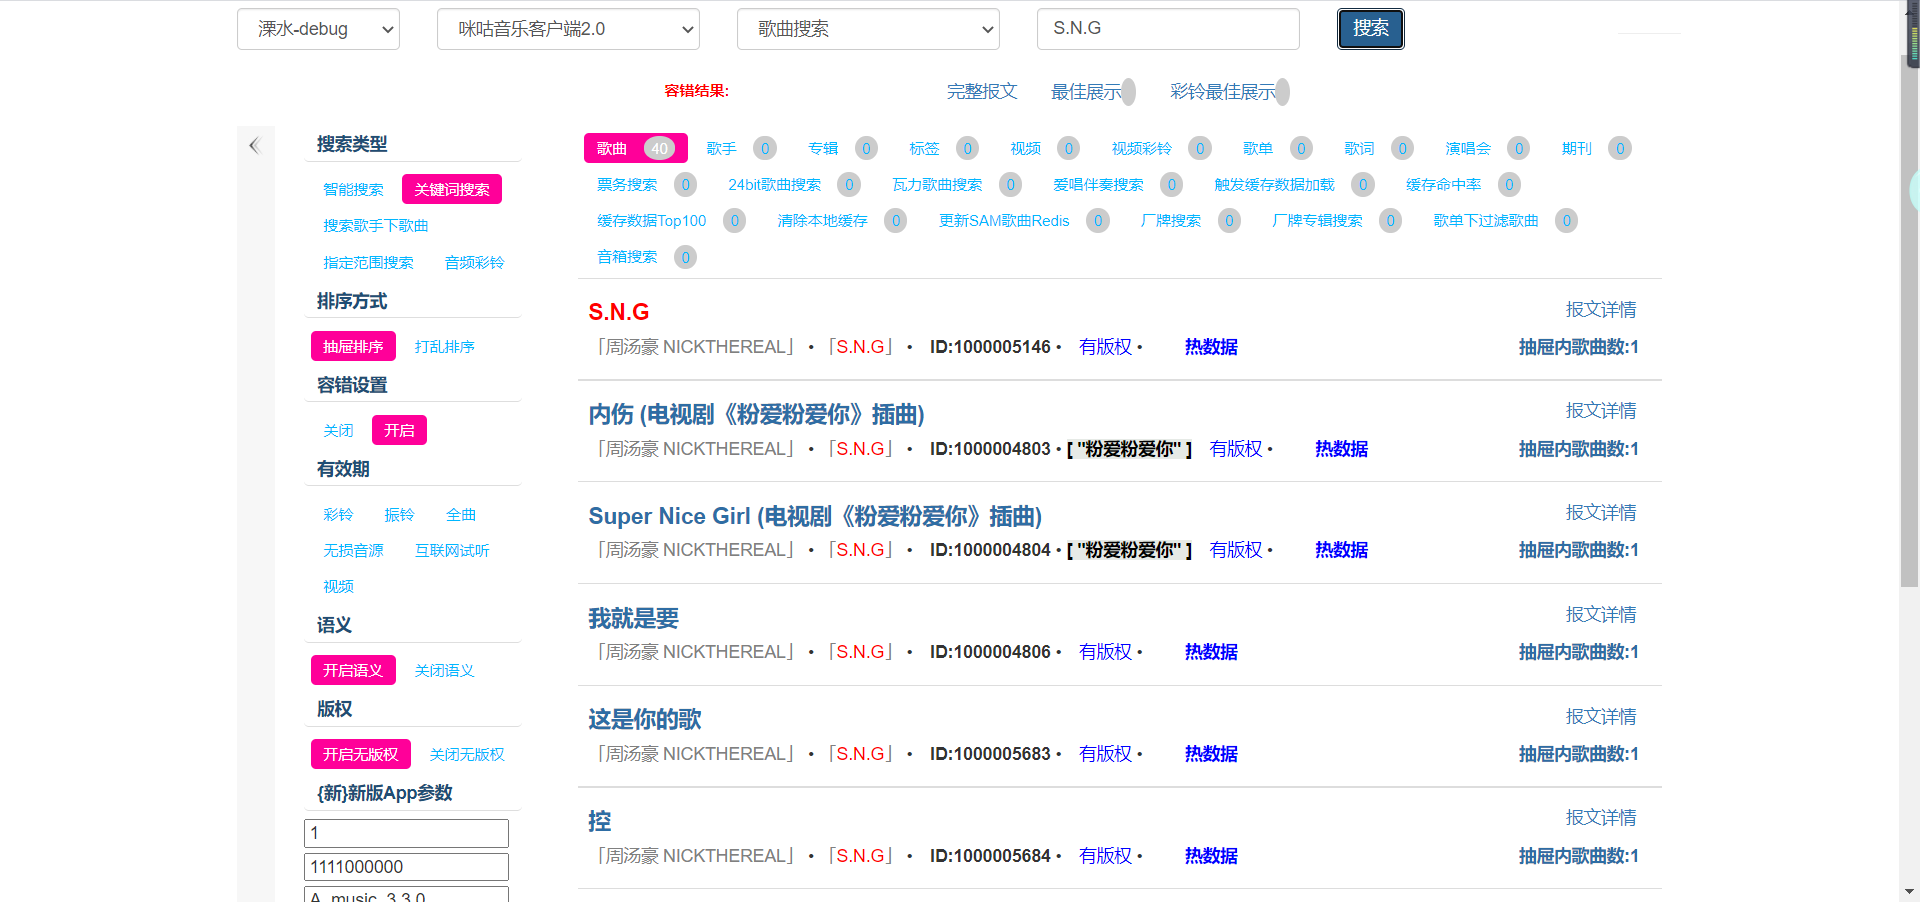 溧水-debug 咪咕音乐客户端2.0 歌曲搜索 S.N.G 搜索
容错结果: 完整报文 最佳展示 彩铃最佳展示
搜索类型
智能搜索 关键词搜索
搜索歌手下歌曲
指定范围搜索 音频彩铃
排序方式
抽屉排序 打乱排序
容错设置
关闭 开启
有效期
彩铃 振铃 全曲
无损音源 互联网试听
视频
语义
开启语义 关闭语义
版权
开启无版权 关闭无版权
{新}新版App参数
1
1111000000
A_music_3.3.0
歌曲 40 歌手 0 专辑 0 标签 0 视频 0 视频彩铃 0 歌单 0 歌词 0 演唱会 0 期刊 0
票务搜索 0 24bit歌曲搜索 0 瓦力歌曲搜索 0 爱唱伴奏搜索 0 触发缓存数据加载 0 缓存命中率 0
缓存数据Top100 0 清除本地缓存 0 更新SAM歌曲Redis 0 厂牌搜索 0 厂牌专辑搜索 0 歌单下过滤歌曲 0
音箱搜索 0
S.N.G 报文详情
「周汤豪 NICKTHEREAL」 • 「S.N.G」 • ID:1000005146 • 有版权 • 热数据 抽屉内歌曲数:1
内伤 (电视剧《粉爱粉爱你》插曲) 报文详情
「周汤豪 NICKTHEREAL」 • 「S.N.G」 • ID:1000004803 • [ "粉爱粉爱你" ] 有版权 • 热数据 抽屉内歌曲数:1
Super Nice Girl (电视剧《粉爱粉爱你》插曲) 报文详情
「周汤豪 NICKTHEREAL」 • 「S.N.G」 • ID:1000004804 • [ "粉爱粉爱你" ] 有版权 • 热数据 抽屉内歌曲数:1
我就是要 报文详情
「周汤豪 NICKTHEREAL」 • 「S.N.G」 • ID:1000004806 • 有版权 • 热数据 抽屉内歌曲数:1
这是你的歌 报文详情
「周汤豪 NICKTHEREAL」 • 「S.N.G」 • ID:1000005683 • 有版权 • 热数据 抽屉内歌曲数:1
控 报文详情
「周汤豪 NICKTHEREAL」 • 「S.N.G」 • ID:1000005684 • 有版权 • 热数据 抽屉内歌曲数:1